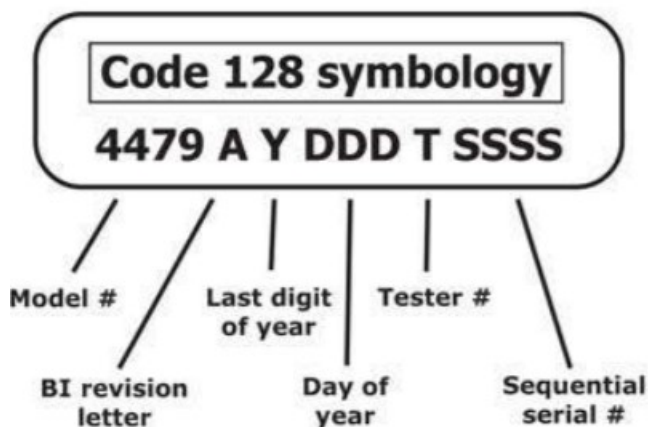 Code 128 symbology
4479 A Y DDD T SSSS
Model #
Last digit
of year
Tester #
BI revision
letter
Day of
year
Sequential
serial #